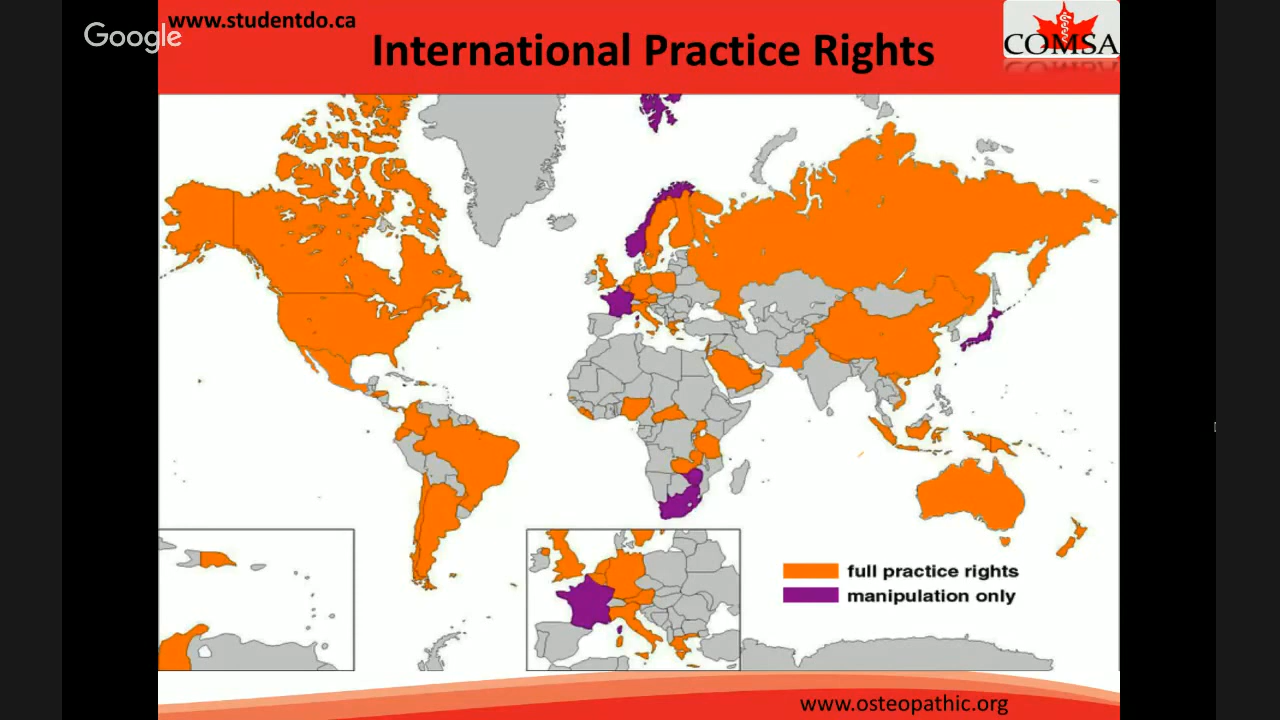 www.studentdo.ca
Google
International Practice Rights
COMSA
full practice rights
manipulation only
www.osteopathic.org